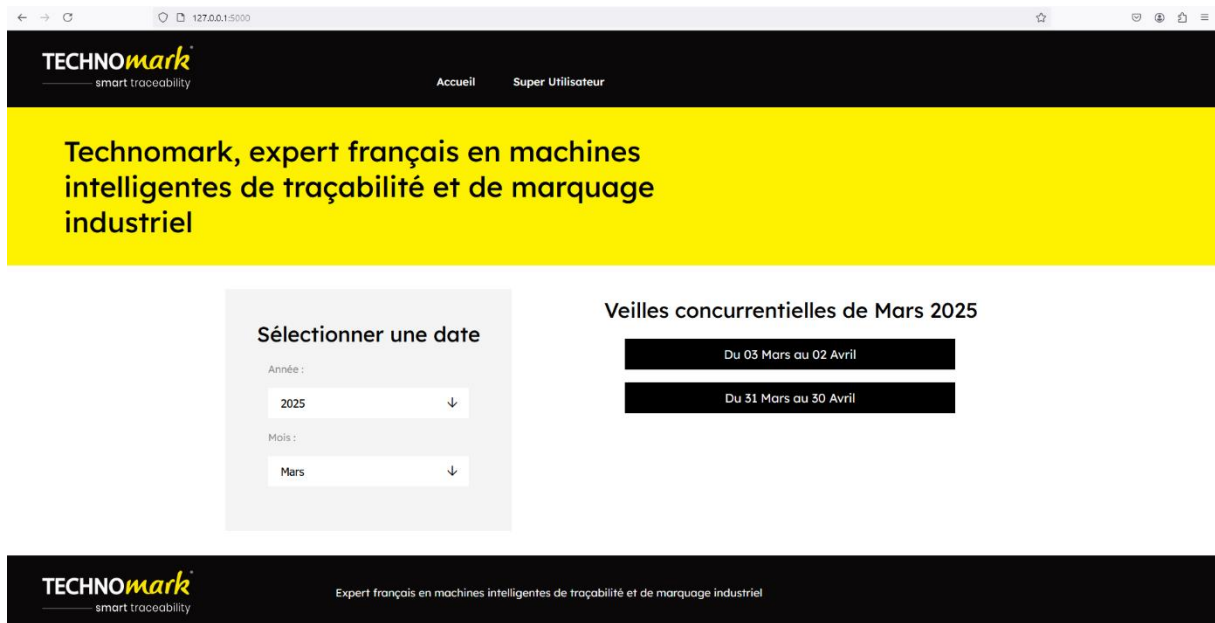 127.0.0.1:5000
TECHNOmark
smart traceability
Accueil Super Utilisateur
Technomark, expert français en machines
intelligentes de traçabilité et de marquage
industriel
Sélectionner une date
Année :
2025
Mois :
Mars
Veilles concurrentielles de Mars 2025
Du 03 Mars au 02 Avril
Du 31 Mars au 30 Avril
TECHNOmark
smart traceability
Expert français en machines intelligentes de traçabilité et de marquage industriel